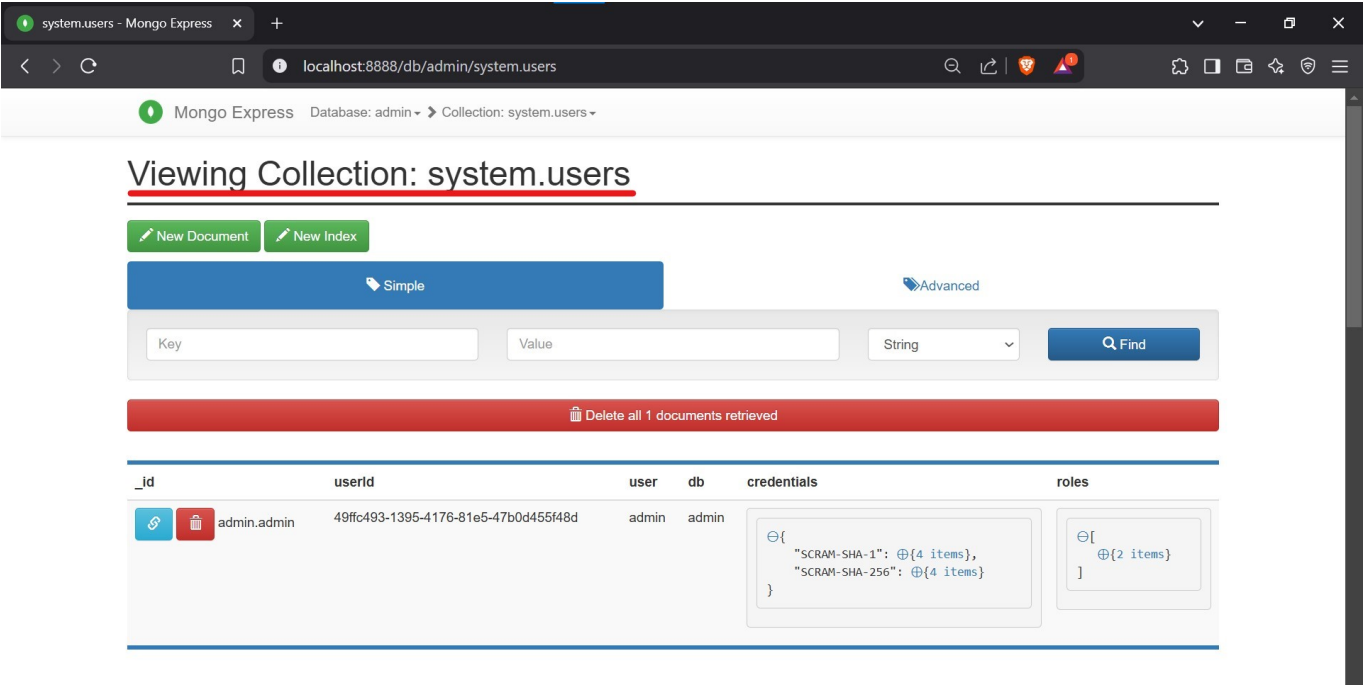 system.users - Mongo Express
localhost:8888/db/admin/system.users
1
Mongo Express Database: admin Collection: system.users
Viewing Collection: system.users
New Document New Index
Simple Advanced
Key Value String Find
Delete all 1 documents retrieved
_id userId user db credentials roles
admin.admin 49ffc493-1395-4176-81e5-47b0d455f48d admin admin
{ [
"SCRAM-SHA-1": {4 items}, {2 items}
"SCRAM-SHA-256": {4 items} ]
}